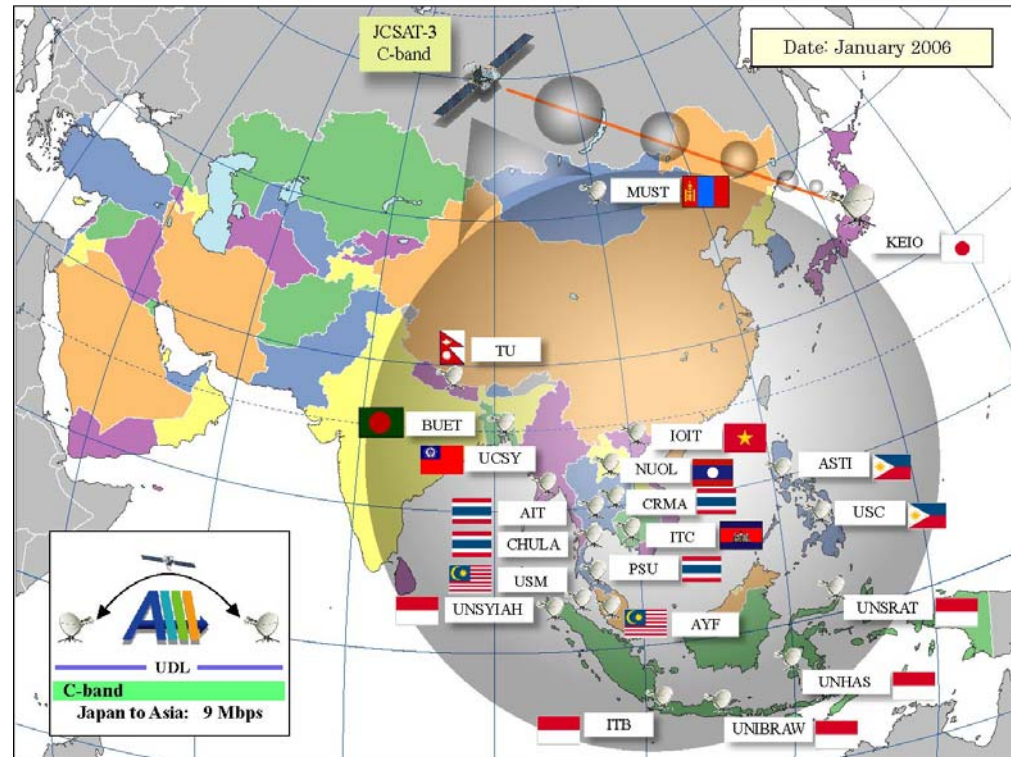 JCSAT-3
C-band
Date: January 2006
MUST
KEIO
TU
BUET
UCSY
IOIT
NUOL
ASTI
AIT
CRMA
USC
CHULA
ITC
USM
PSU
UNSYIAH
AYF
UNSRAT
UNHAS
ITB
UNIBRAW
AIII
UDL
C-band
Japan to Asia: 9 Mbps